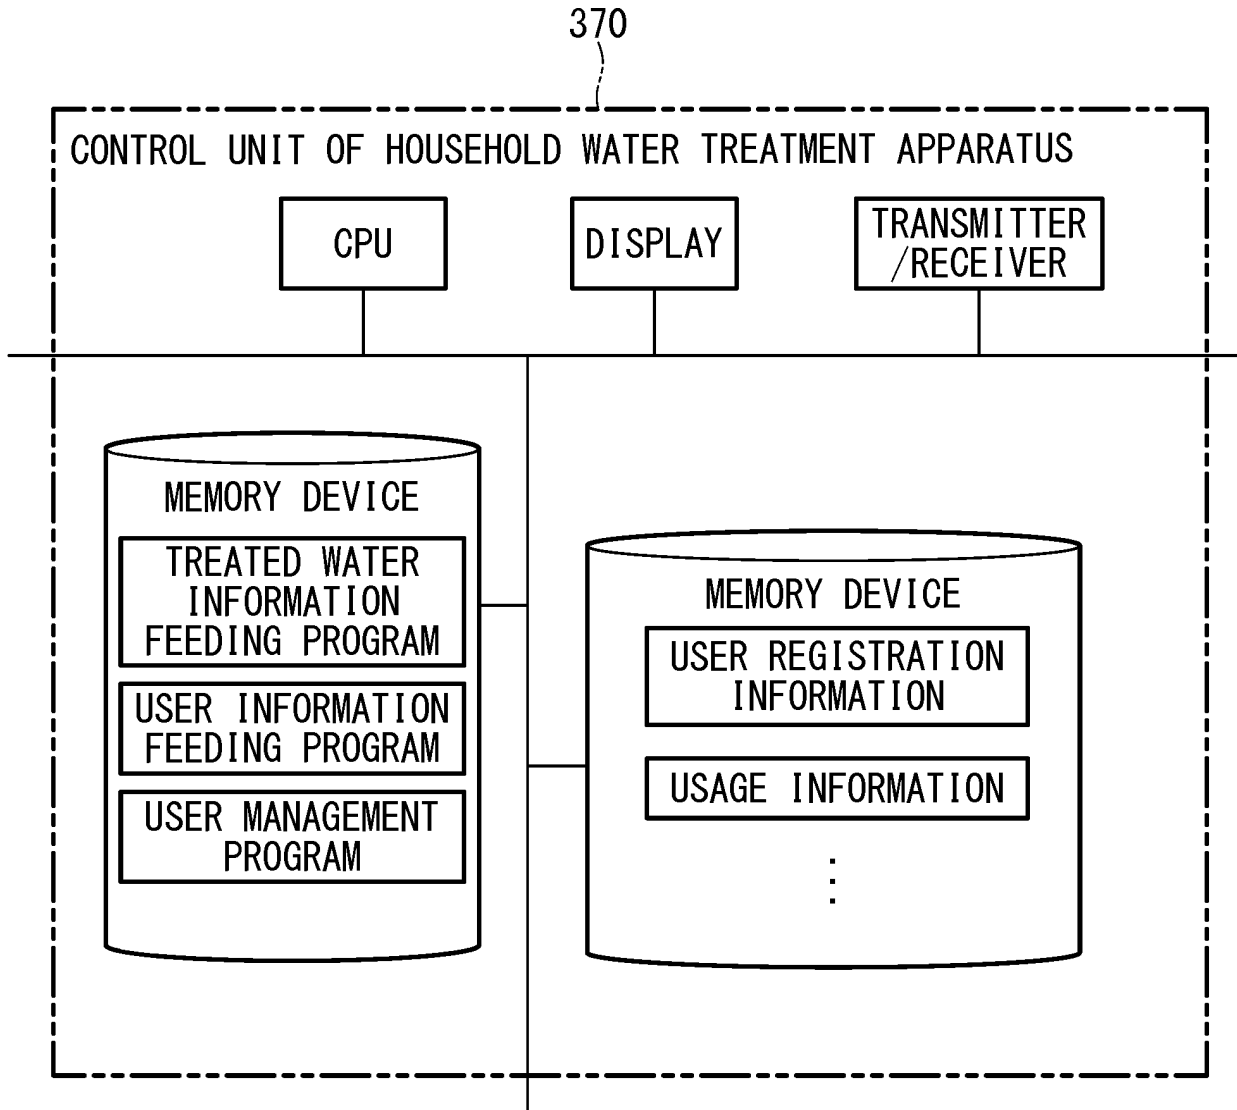 370
CONTROL UNIT OF HOUSEHOLD WATER TREATMENT APPARATUS
CPU
DISPLAY
TRANSMITTER
/RECEIVER
MEMORY DEVICE
TREATED WATER
INFORMATION
FEEDING PROGRAM
USER INFORMATION
FEEDING PROGRAM
USER MANAGEMENT
PROGRAM
MEMORY DEVICE
USER REGISTRATION
INFORMATION
USAGE INFORMATION